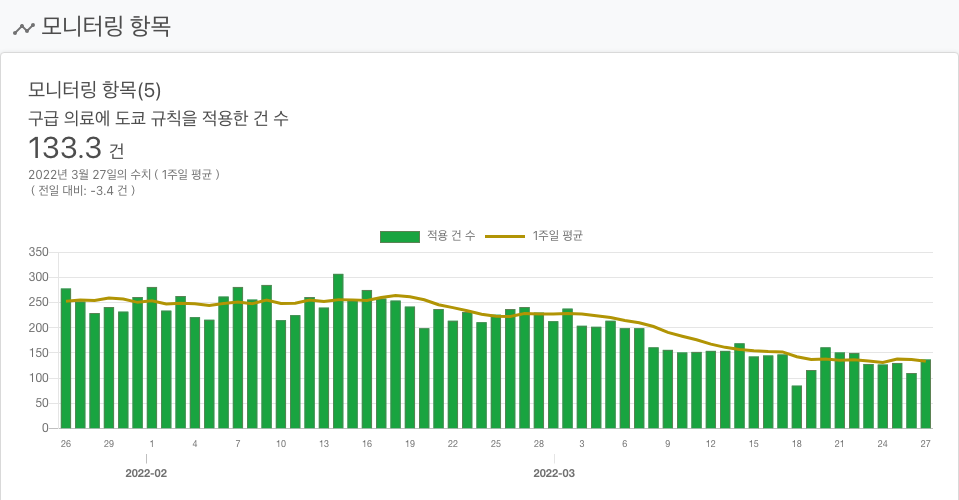 모니터링 항목
모니터링 항목(5)
구급 의료에 도쿄 규칙을 적용한 건 수
133.3 건
2022년 3월 27일의 수치 ( 1주일 평균 )
( 전일 대비: -3.4 건 )
적용 건 수 1주일 평균
350
300
250
200
150
100
50
0
26 29 1 4 7 10 13 16 19 22 25 28 3 6 9 12 15 18 21 24 27
2022-02 2022-03